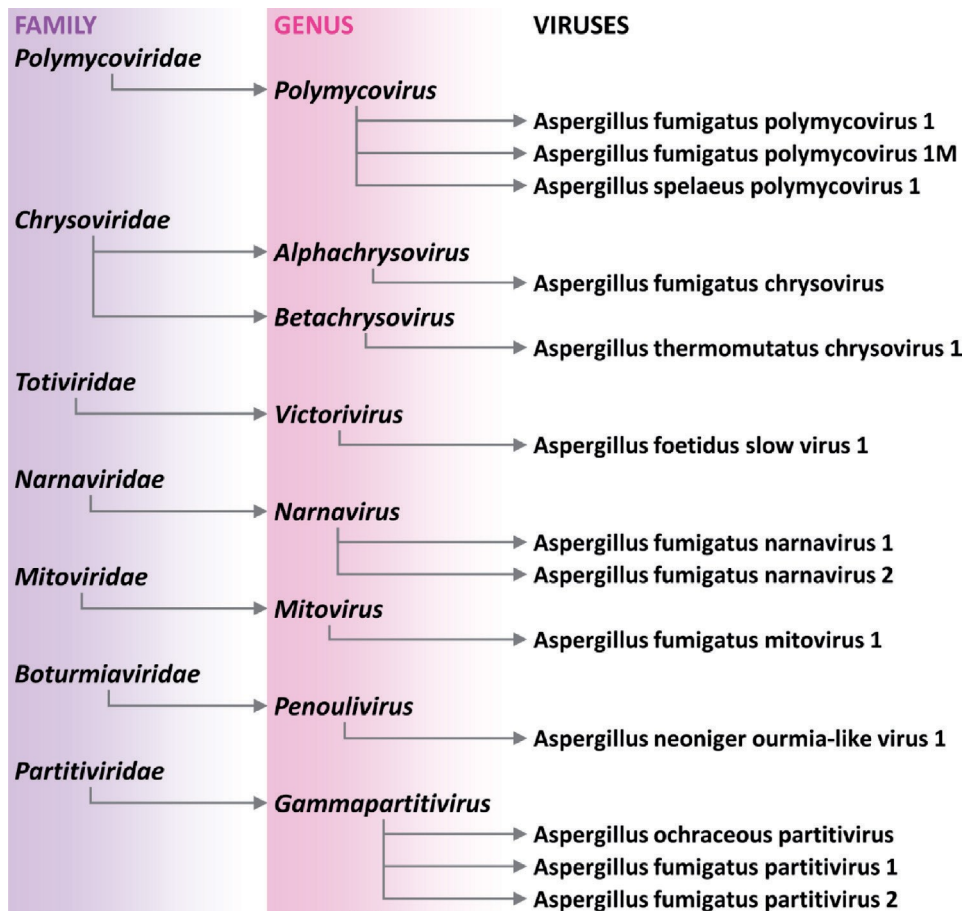 FAMILY GENUS VIRUSES
Polymycoviridae
Polymycovirus
Aspergillus fumigatus polymycovirus 1
Aspergillus fumigatus polymycovirus 1M
Aspergillus spelaeus polymycovirus 1
Chrysoviridae
Alphachrysovirus
Aspergillus fumigatus chrysovirus
Betachrysovirus
Aspergillus thermomutatus chrysovirus 1
Totiviridae
Victorivirus
Aspergillus foetidus slow virus 1
Narnaviridae
Narnavirus
Aspergillus fumigatus narnavirus 1
Aspergillus fumigatus narnavirus 2
Mitoviridae
Mitovirus
Aspergillus fumigatus mitovirus 1
Boturmiaviridae
Penoulivirus
Aspergillus neoniger ourmia-like virus 1
Partitiviridae
Gammapartitivirus
Aspergillus ochraceous partitivirus
Aspergillus fumigatus partitivirus 1
Aspergillus fumigatus partitivirus 2